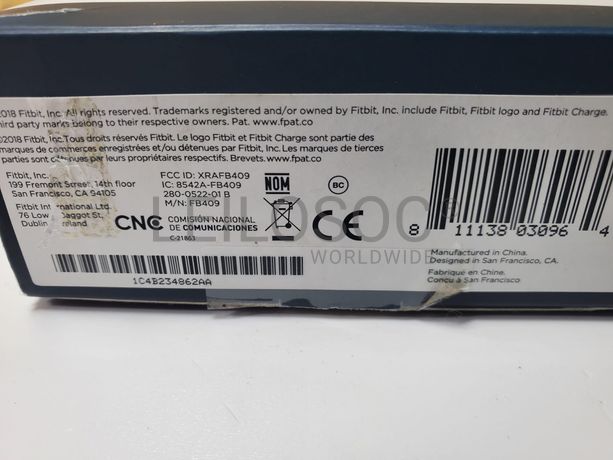 2018 Fitbit, Inc. All rights reserved. Trademarks registered and/or owned by Fitbit, Inc. include Fitbit, Fitbit logo and Fitbit Charge.
hird party marks belong to their respective owners. Pat. www.fpat.co
©2018 Fitbit, Inc.Tous droits réservés Fitbit. Le logo Fitbit et Fitbit Charge sont partie des
marques de commerces enregistrées et/ou détenues par Fitbit, Inc. Les marques de tierces
parties sont détenues par leurs propriétaires respectifs. Brevets. www.fpat.co
Fitbit, Inc.
199 Fremont Street, 14th floor
San Francisco, CA 94105
Fitbit International Ltd.
76 Lower Baggot St,
Dublin, Ireland
FCC ID: XRAFB409
IC: 8542A-FB409
280-0522-01 B
M/N: FB409
NOM
BC
CNC COMISIÓN NACIONAL
DE COMUNICACIONES
C-21863
CE
8 11138 03096 4
LEILOSOC®
WORLDWIDE
Manufactured in China.
Designed in San Francisco, CA.
Fabriqué en Chine.
Conçu à San Francisco
1C4B234862AA